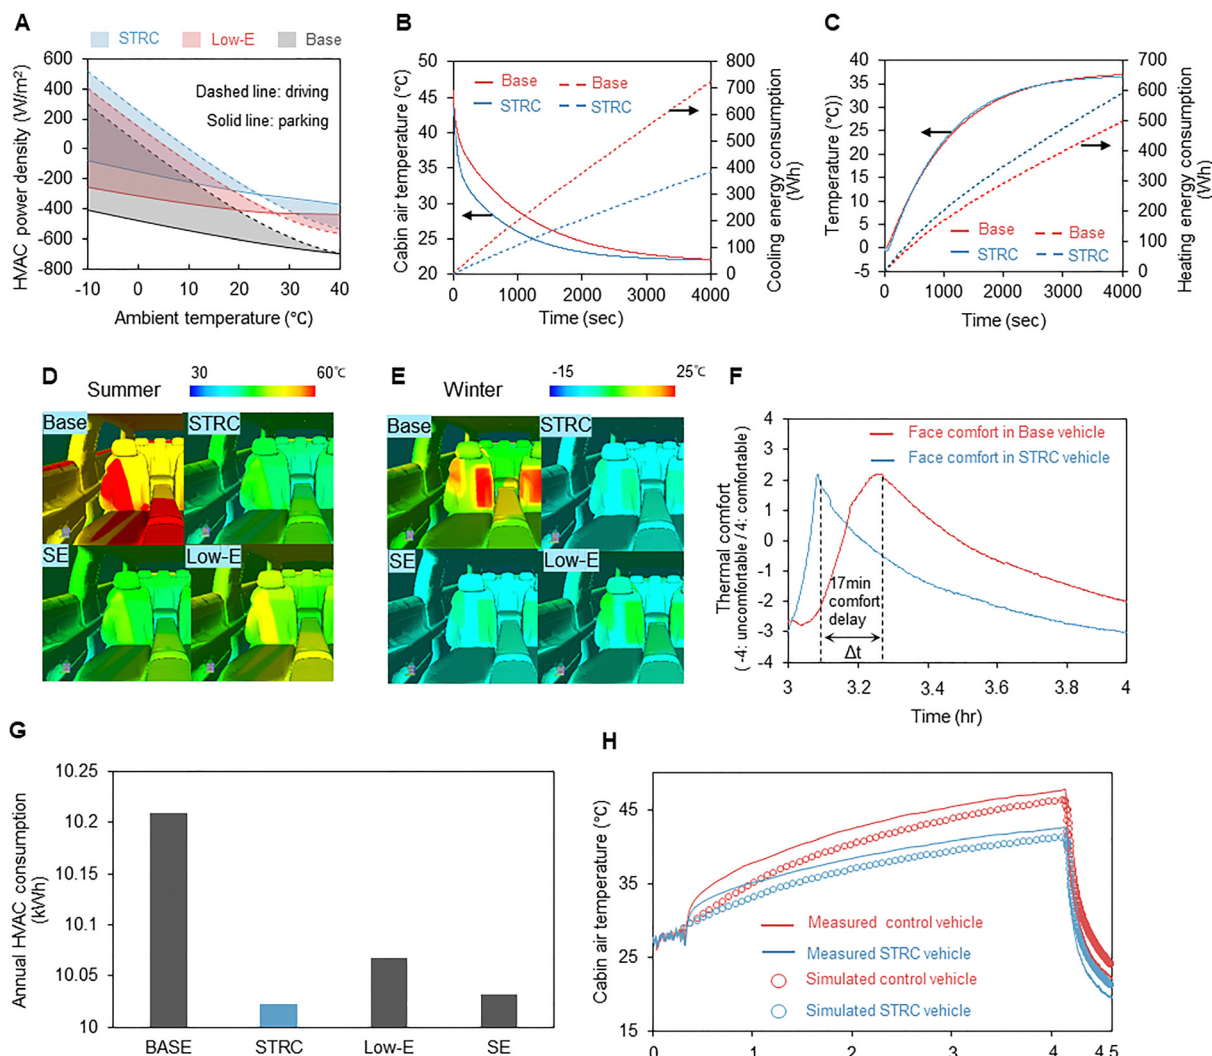 A
STRC
Low-E
Base
HVAC power density (W/m²)
600
400
200
0
-200
-400
-600
-800
Dashed line: driving
Solid line: parking
-10
0
10
20
30
40
Ambient temperature (℃)
B
Cabin air temperature (°C)
50
45
40
35
30
25
20
Base
STRC
Base
STRC
800
700
600
500
400
300
200
100
0
Cooling energy consumption
(Wh)
0
1000
2000
3000
4000
Time (sec)
C
Temperature (°C))
40
35
30
25
20
15
10
5
0
-5
Base
STRC
Base
STRC
700
600
500
400
300
200
100
0
Heating energy consumption
(Wh)
0
1000
2000
3000
4000
Time (sec)
D
Summer
30
60℃
Base
STRC
SE
Low-E
E
Winter
-15
25℃
Base
STRC
SE
Low-E
F
Thermal comfort
( -4: uncomfortable / 4: comfortable)
4
3
2
1
0
-1
-2
-3
-4
Face comfort in Base vehicle
Face comfort in STRC vehicle
17min
comfort
delay
Δt
3
3.2
3.4
3.6
3.8
4
Time (hr)
G
Annual HVAC consumption
(kWh)
10.25
10.2
10.15
10.1
10.05
10
BASE
STRC
Low-E
SE
H
Cabin air temperature (°C)
45
35
25
15
Measured control vehicle
Measured STRC vehicle
Simulated control vehicle
Simulated STRC vehicle
0
1
2
3
4
4.5